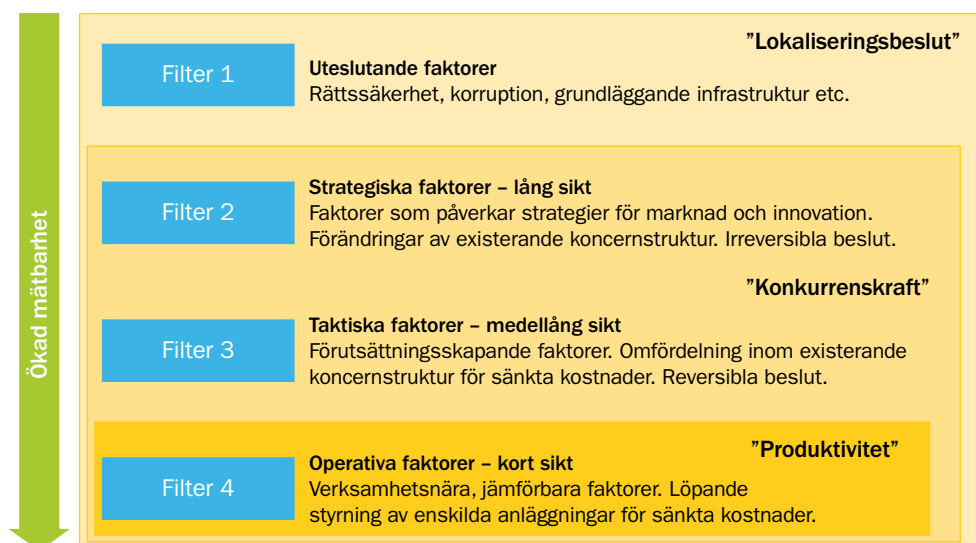 Ökad mätbarhet
"Lokaliseringsbeslut"
Filter 1
Uteslutande faktorer
Rättssäkerhet, korruption, grundläggande infrastruktur etc.
Filter 2
Strategiska faktorer – lång sikt
Faktorer som påverkar strategier för marknad och innovation.
Förändringar av existerande koncernstruktur. Irreversibla beslut.
”Konkurrenskraft”
Filter 3
Taktiska faktorer – medellång sikt
Förutsättningsskapande faktorer. Omfördelning inom existerande
koncernstruktur för sänkta kostnader. Reversibla beslut.
”Produktivitet”
Filter 4
Operativa faktorer – kort sikt
Verksamhetsnära, jämförbara faktorer. Löpande
styrning av enskilda anläggningar för sänkta kostnader.